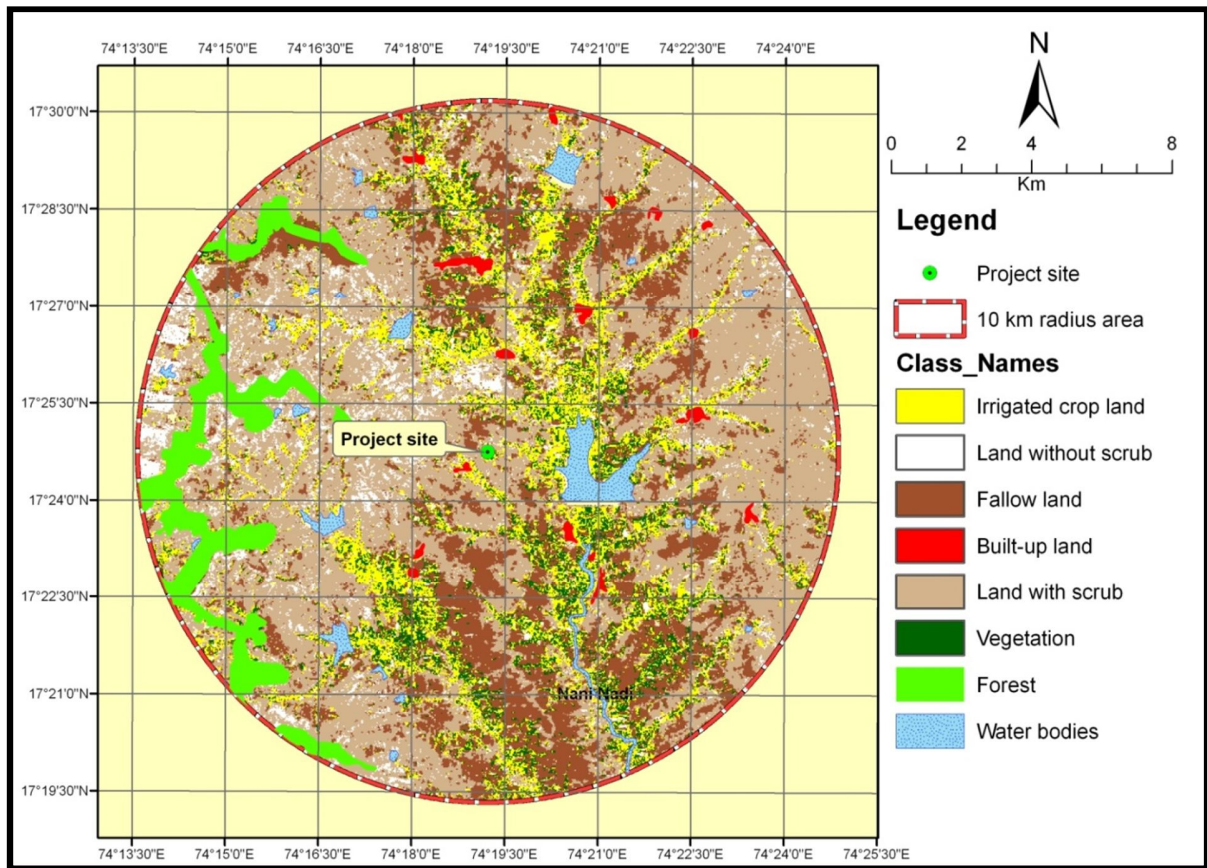 74°13'30"E 74°15'0"E 74°16'30"E 74°18'0"E 74°19'30"E 74°21'0"E 74°22'30"E 74°24'0"E
N
17°30'0"N
0 2 4 8
Km
17°28'30"N
Legend
Project site
17°27'0"N
10 km radius area
Class_Names
17°25'30"N
Irrigated crop land
Project site
Land without scrub
17°24'0"N
Fallow land
Built-up land
17°22'30"N
Land with scrub
Vegetation
17°21'0"N
Nani Nadi
Forest
Water bodies
17°19'30"N
74°13'30"E 74°15'0"E 74°16'30"E 74°18'0"E 74°19'30"E 74°21'0"E 74°22'30"E 74°24'0"E 74°25'30"E